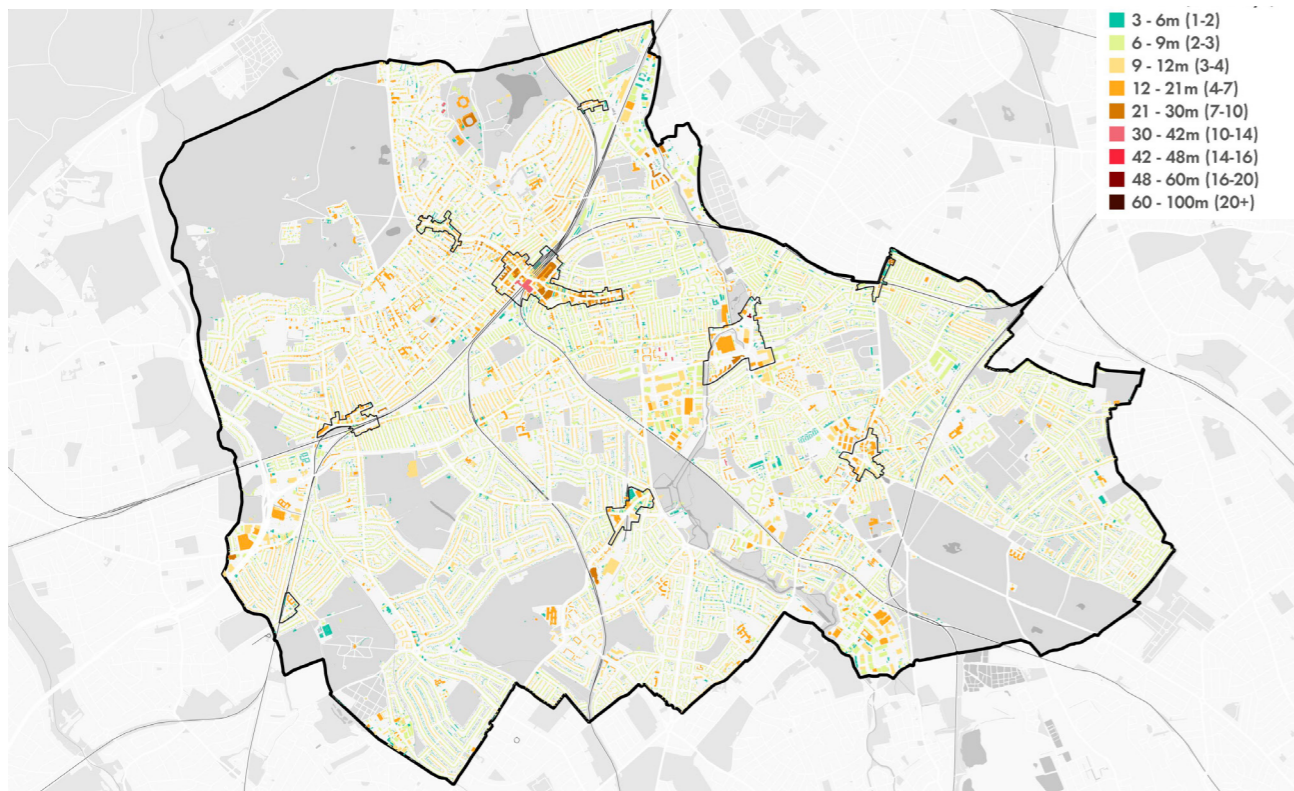 3 - 6m (1-2)
6 - 9m (2-3)
9 - 12m (3-4)
12 - 21m (4-7)
21 - 30m (7-10)
30 - 42m (10-14)
42 - 48m (14-16)
48 - 60m (16-20)
60 - 100m (20+)